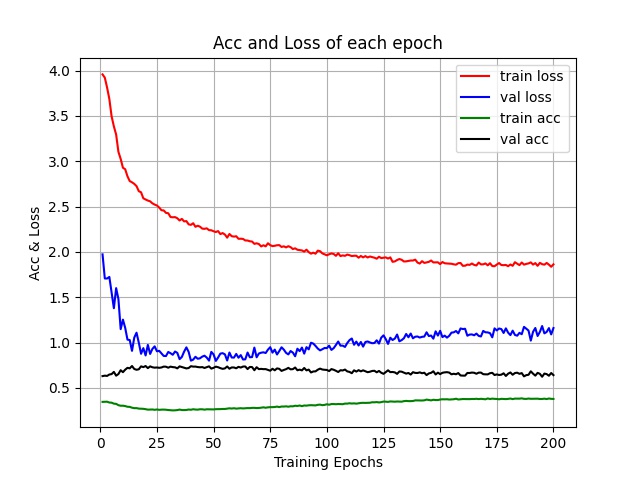 Acc and Loss of each epoch
train loss
val loss
train acc
val acc
4.0
3.5
3.0
2.5
2.0
1.5
1.0
0.5
Acc & Loss
0 25 50 75 100 125 150 175 200
Training Epochs